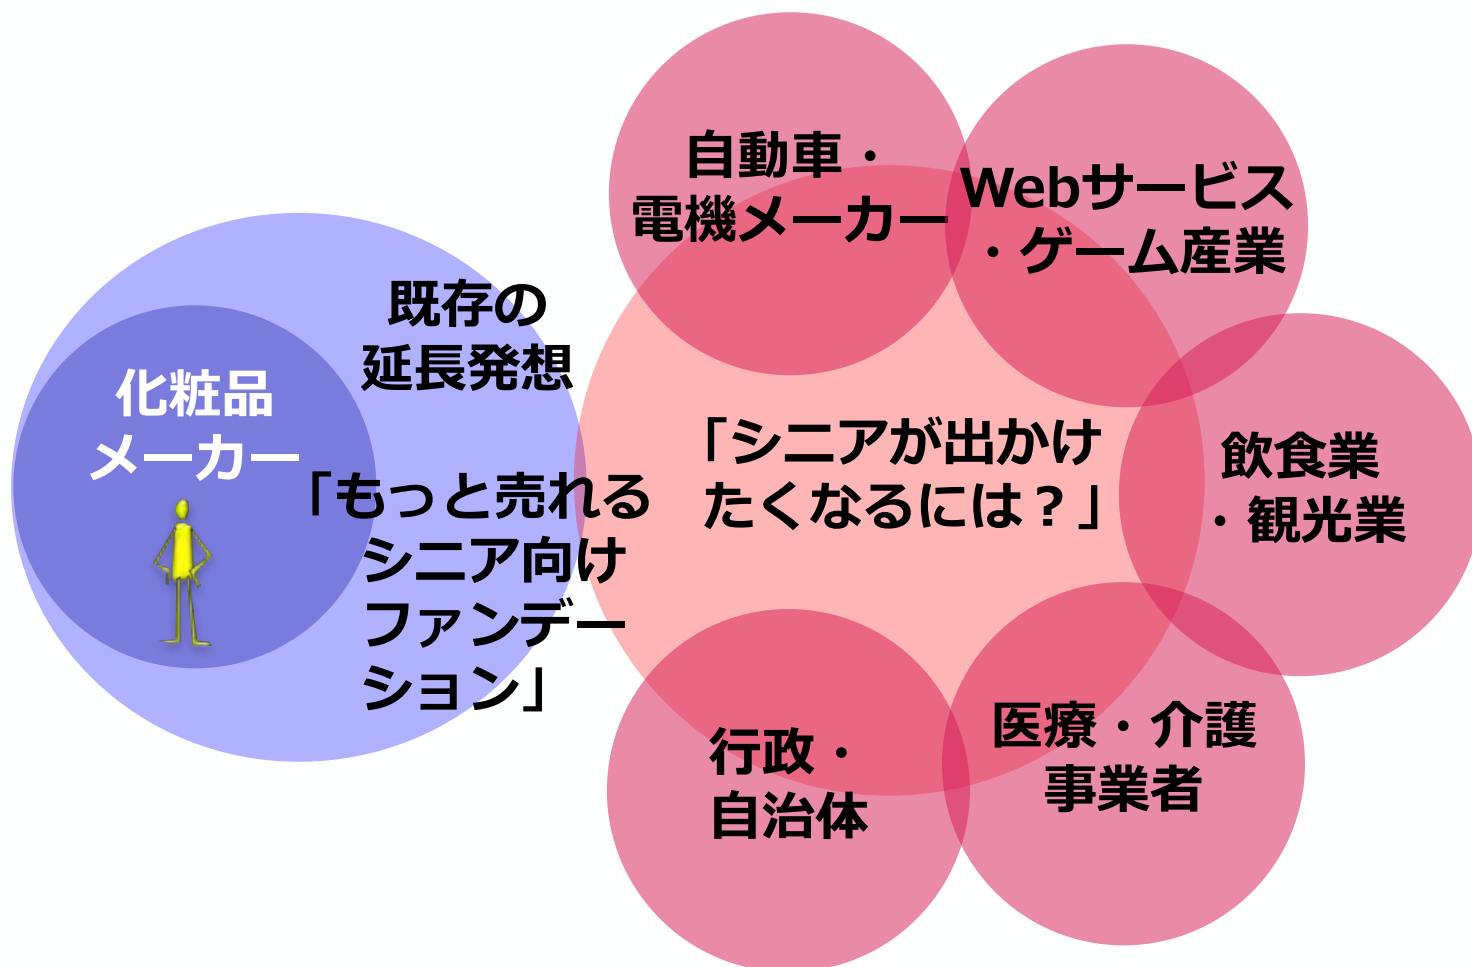 化粧品
メーカー
既存の
延長発想
「もっと売れる
シニア向け
ファンデー
ション」
「シニアが出かけ
たくなるには？」
自動車・
電機メーカー
Webサービス
・ゲーム産業
飲食業
・観光業
医療・介護
事業者
行政・
自治体